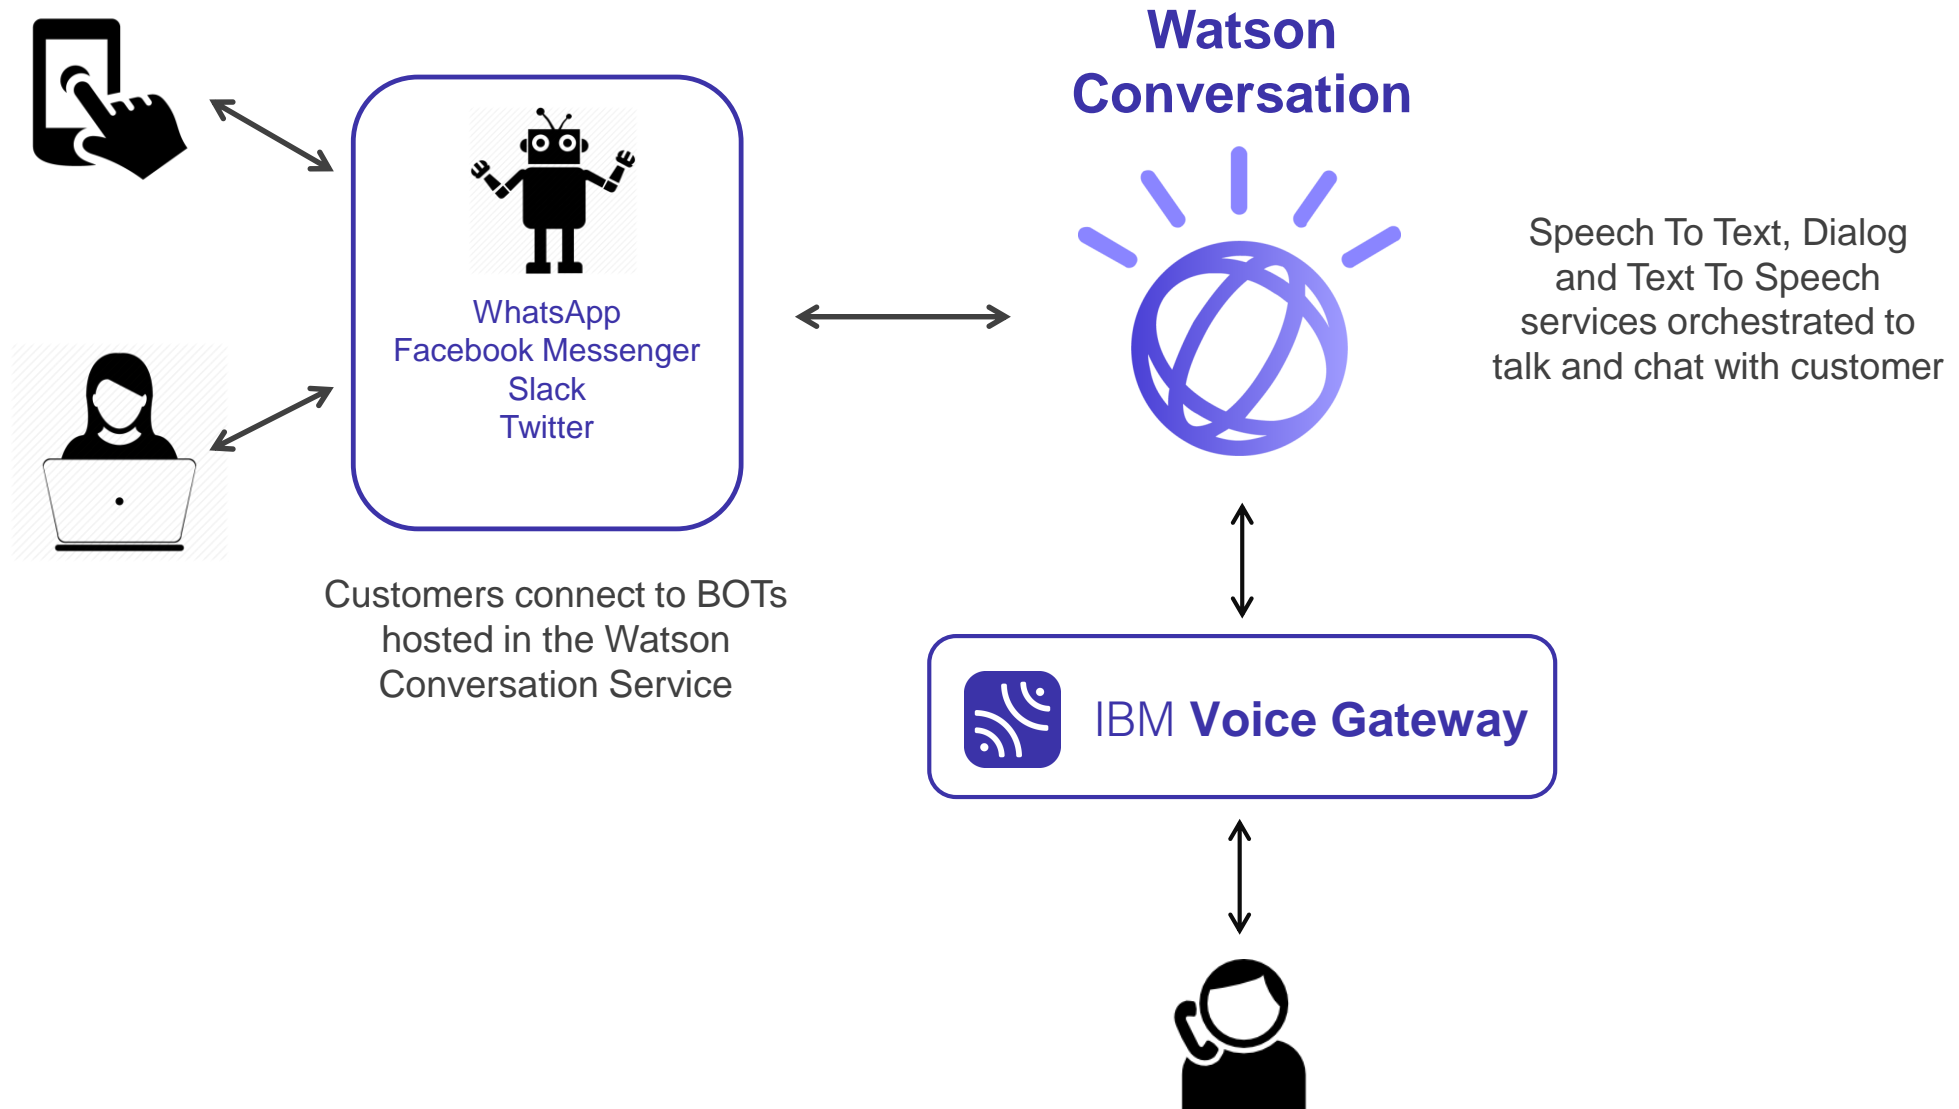 Watson
Conversation
WhatsApp
Facebook Messenger
Slack
Twitter
Speech To Text, Dialog
and Text To Speech
services orchestrated to
talk and chat with customer
Customers connect to BOTs
hosted in the Watson
Conversation Service
IBM Voice Gateway